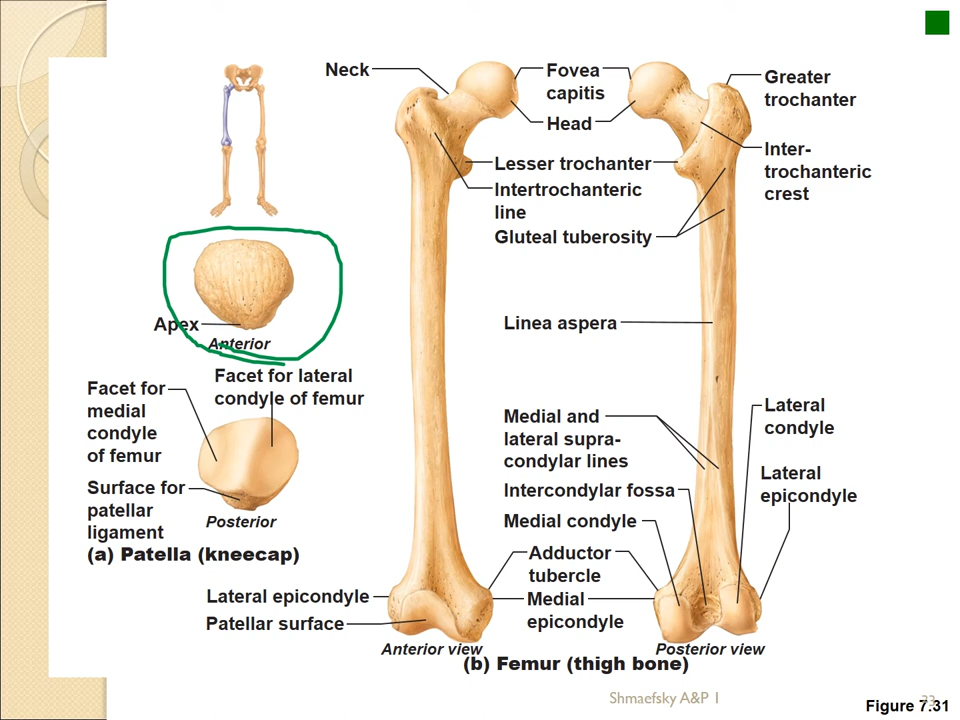 Neck
Fovea
capitis
Head
Greater
trochanter
Inter-
trochanteric
crest
Lesser trochanter
Intertrochanteric
line
Gluteal tuberosity
Apex
Anterior
Linea aspera
Facet for lateral
condyle of femur
Facet for
medial
condyle
of femur
Surface for
patellar
ligament
Posterior
(a) Patella (kneecap)
Medial and
lateral supra-
condylar lines
Lateral
condyle
Intercondylar fossa
Lateral
epicondyle
Medial condyle
Adductor
tubercle
Lateral epicondyle
Medial
epicondyle
Patellar surface
Anterior view
Posterior view
(b) Femur (thigh bone)
Shmaefsky A&P 1
33
Figure 7.31